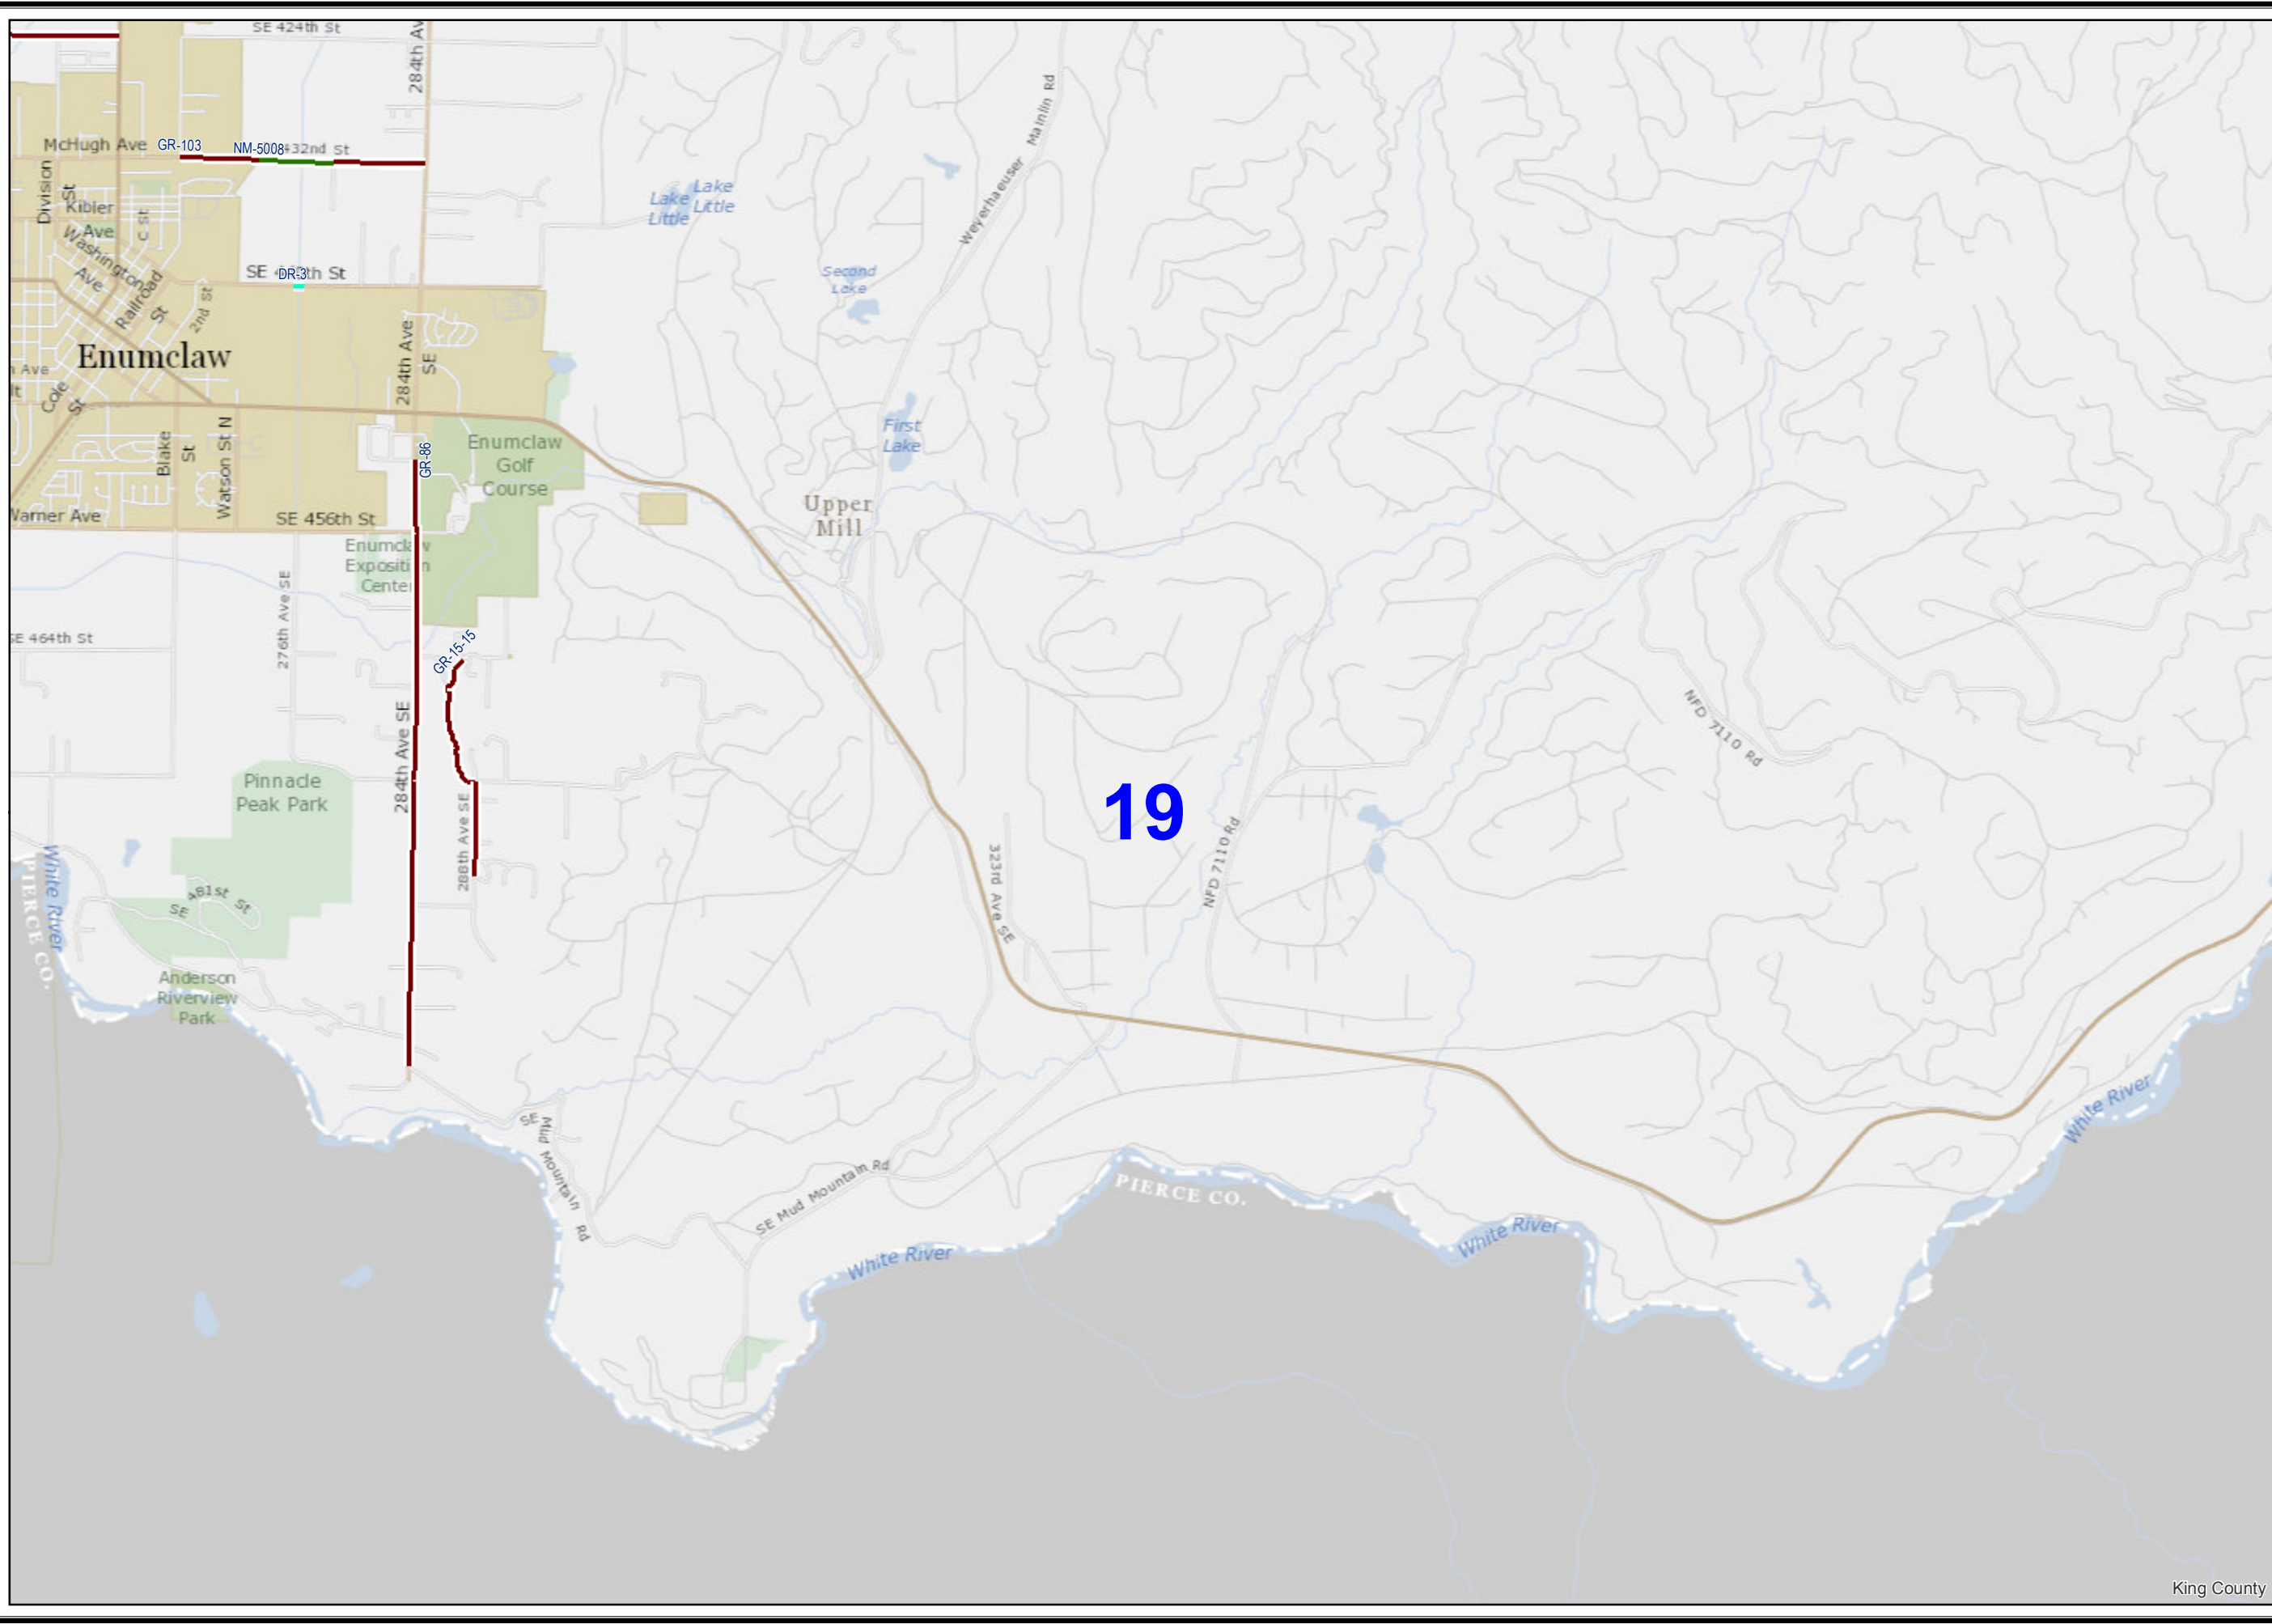 SE 424th St
284th Av
Weyerhaeuser Mainlin Rd
McHugh Ave
GR-103
NM-5008
432nd St
Division
St
Kibler
Ave
C St
Lake
Little
Lake
Little
Washington
Ave
Railroad
St
2nd St
SE
DR-3
th St
Second
Lake
Enumclaw
284th Ave
SE
Ave
Cole
St
Blake
St
Watson St N
GR-86
Enumclaw
Golf
Course
First
Lake
Upper
Mill
Warner Ave
SE 456th St
Enumclaw
Exposition
Center
276th Ave SE
SE 464th St
GR-15-15
284th Ave SE
NFD 7110 Rd
Pinnacle
Peak Park
19
288th Ave SE
323rd Ave SE
NFD 7110 Rd
White River
PIERCE CO.
SE 481st St
Anderson
Riverview
Park
SE Mud Mountain Rd
SE Mud Mountain Rd
PIERCE CO.
White River
White River
White River
King County